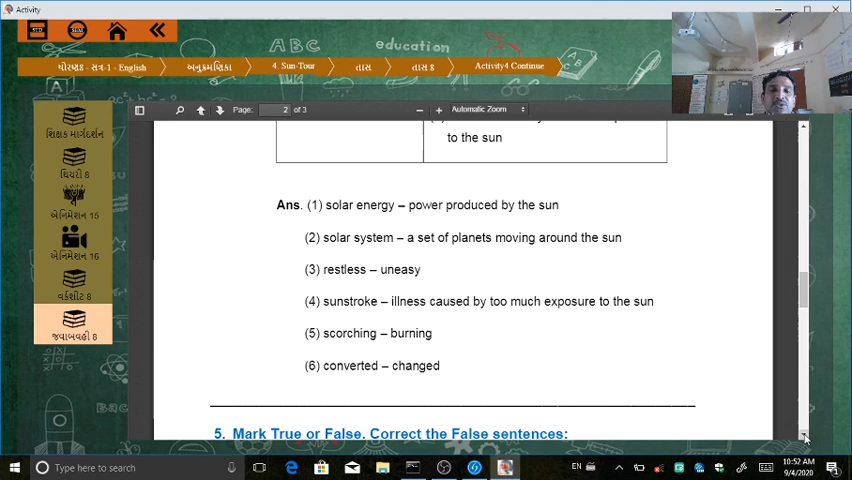 Activity
STD
SEM
ABC
education
A
ધોરણ8 - સત્ર-1 - English
અનુક્રમણિકા
4. Sun-Tour
તાસ
તાસ 8
Activity4 Continue
Page: 2 of 3
Automatic Zoom
શિક્ષક માર્ગદર્શન
થિયરી 8
એનિમેશન 15
એનિમેશન 16
વર્કશીટ 8
જવાબવહી 8
to the sun
Ans. (1) solar energy – power produced by the sun
(2) solar system – a set of planets moving around the sun
(3) restless – uneasy
(4) sunstroke – illness caused by too much exposure to the sun
(5) scorching – burning
(6) converted – changed
5. Mark True or False. Correct the False sentences:
Type here to search
EN
10:52 AM
9/4/2020